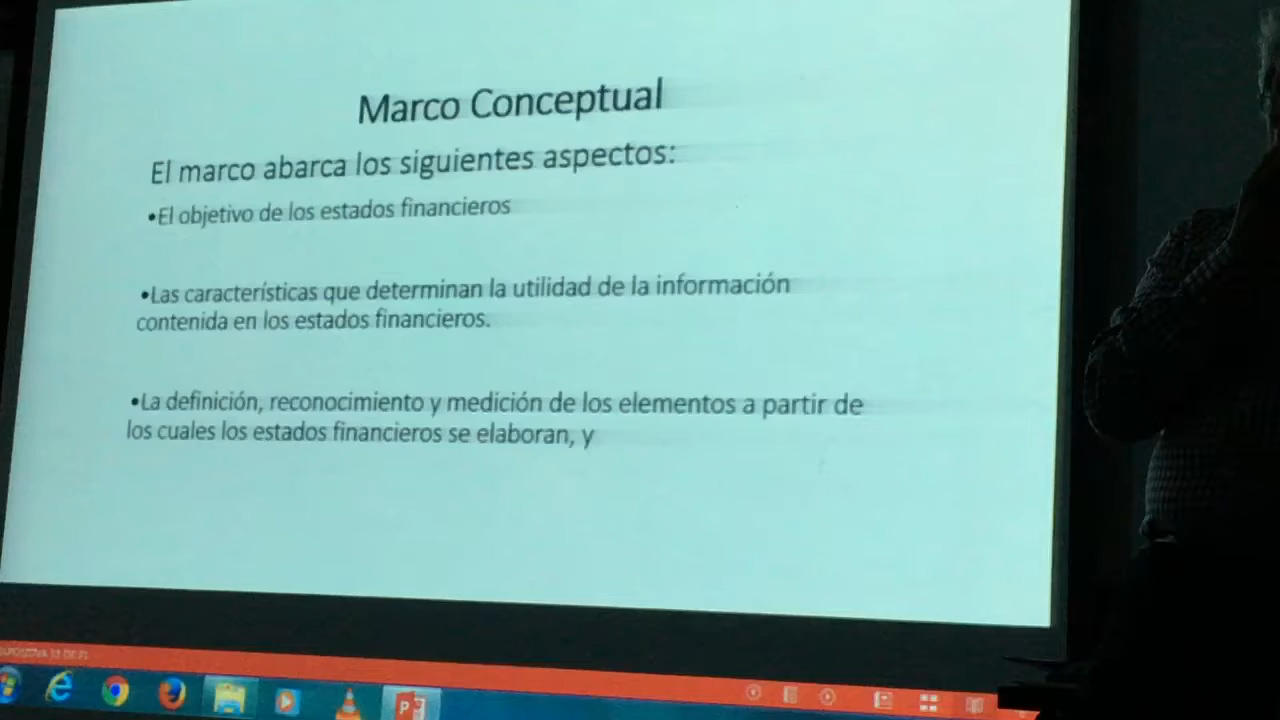 Marco Conceptual
El marco abarca los siguientes aspectos:
•El objetivo de los estados financieros
•Las características que determinan la utilidad de la información
contenida en los estados financieros.
•La definición, reconocimiento y medición de los elementos a partir de
los cuales los estados financieros se elaboran, y